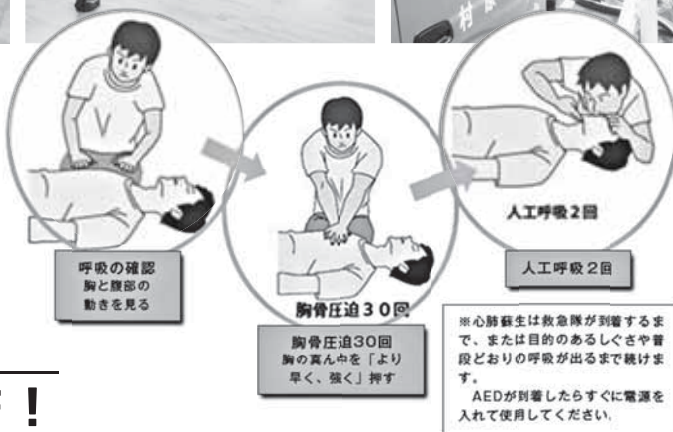 村
呼吸の確認
胸と腹部の
動きを見る
胸骨圧迫30回
胸骨圧迫30回
胸の真ん中を「より
早く、強く」押す
人工呼吸2回
人工呼吸2回
※心肺蘇生は救急隊が到着するま
で、または目的のあるしぐさや普
段どおりの呼吸が出るまで続けま
す。
AEDが到着したらすぐに電源を
入れて使用してください.
！